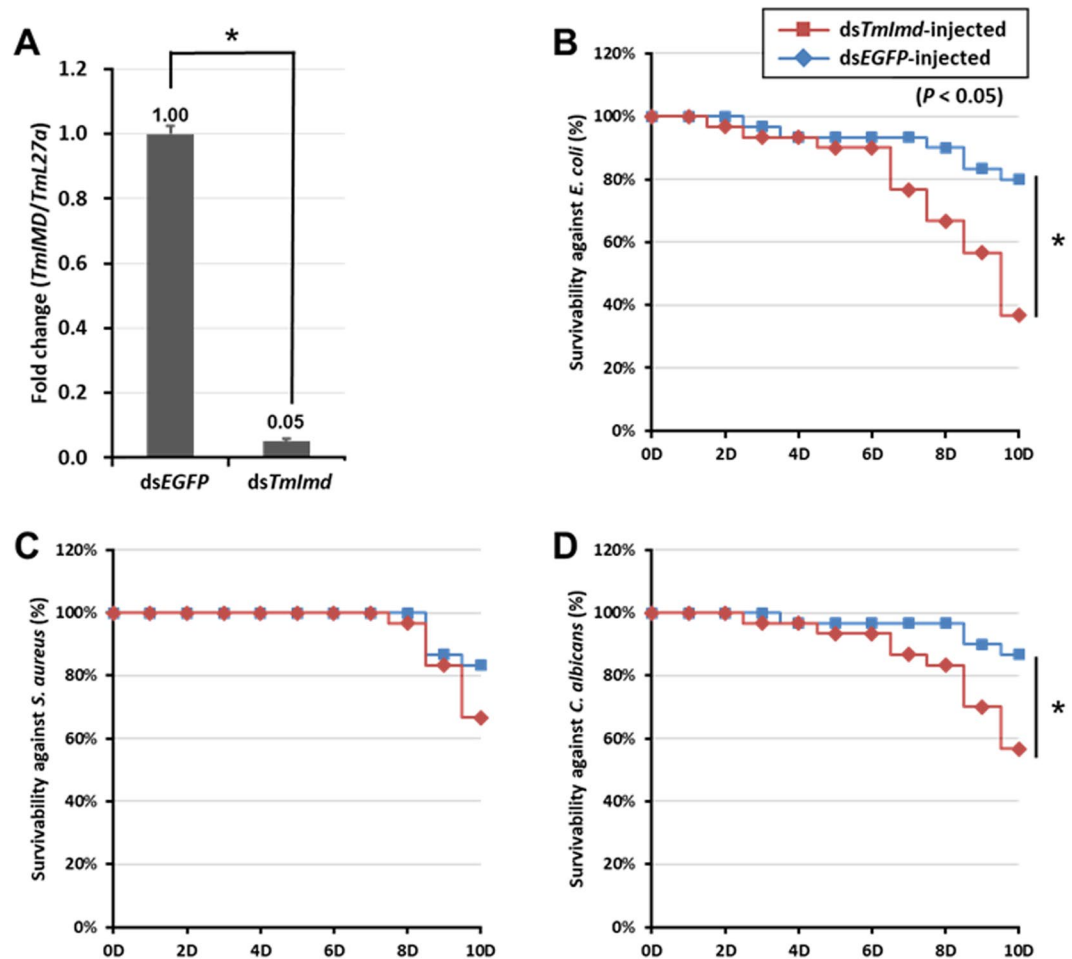 A
*
1.2
1.0
0.8
0.6
0.4
0.2
0.0
Fold change (TmIMD/TmL27a)
1.00
0.05
dsEGFP
dsTmImd
B
dsTmImd-injected
dsEGFP-injected
(P < 0.05)
120%
100%
80%
60%
40%
20%
0%
Survivability against E. coli (%)
*
0D 2D 4D 6D 8D 10D
C
120%
100%
80%
60%
40%
20%
0%
Survivability against S. aureus (%)
0D 2D 4D 6D 8D 10D
D
120%
100%
80%
60%
40%
20%
0%
Survivability against C. albicans (%)
*
0D 2D 4D 6D 8D 10D